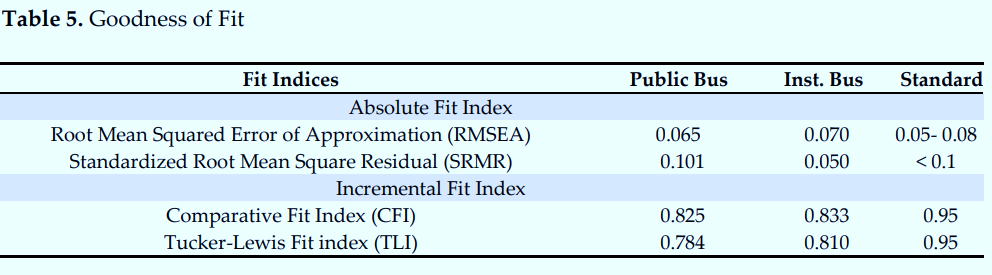 Table 5. Goodness of Fit
Fit Indices Public Bus Inst. Bus Standard
Absolute Fit Index
Root Mean Squared Error of Approximation (RMSEA) 0.065 0.070 0.05- 0.08
Standardized Root Mean Square Residual (SRMR) 0.101 0.050 < 0.1
Incremental Fit Index
Comparative Fit Index (CFI) 0.825 0.833 0.95
Tucker-Lewis Fit index (TLI) 0.784 0.810 0.95